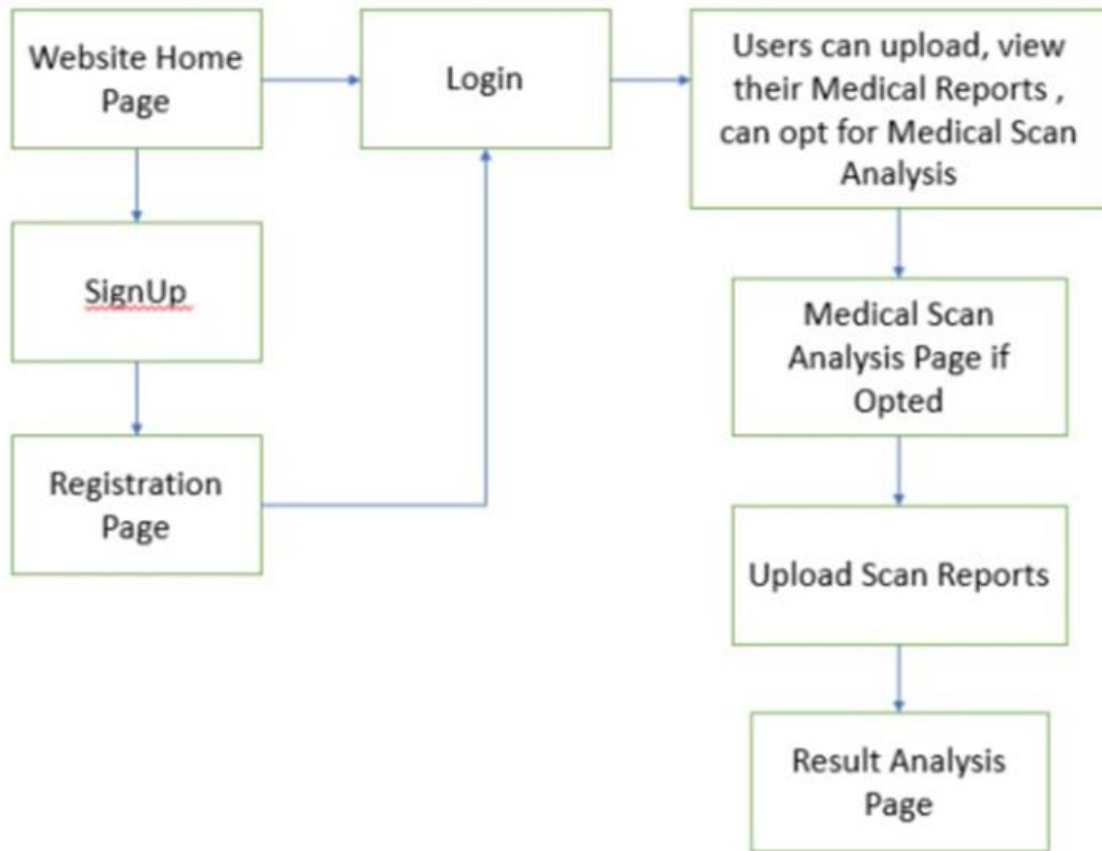 Website Home
Page
Login
Users can upload, view
their Medical Reports ,
can opt for Medical Scan
Analysis
SignUp
Medical Scan
Analysis Page if
Opted
Registration
Page
Upload Scan Reports
Result Analysis
Page